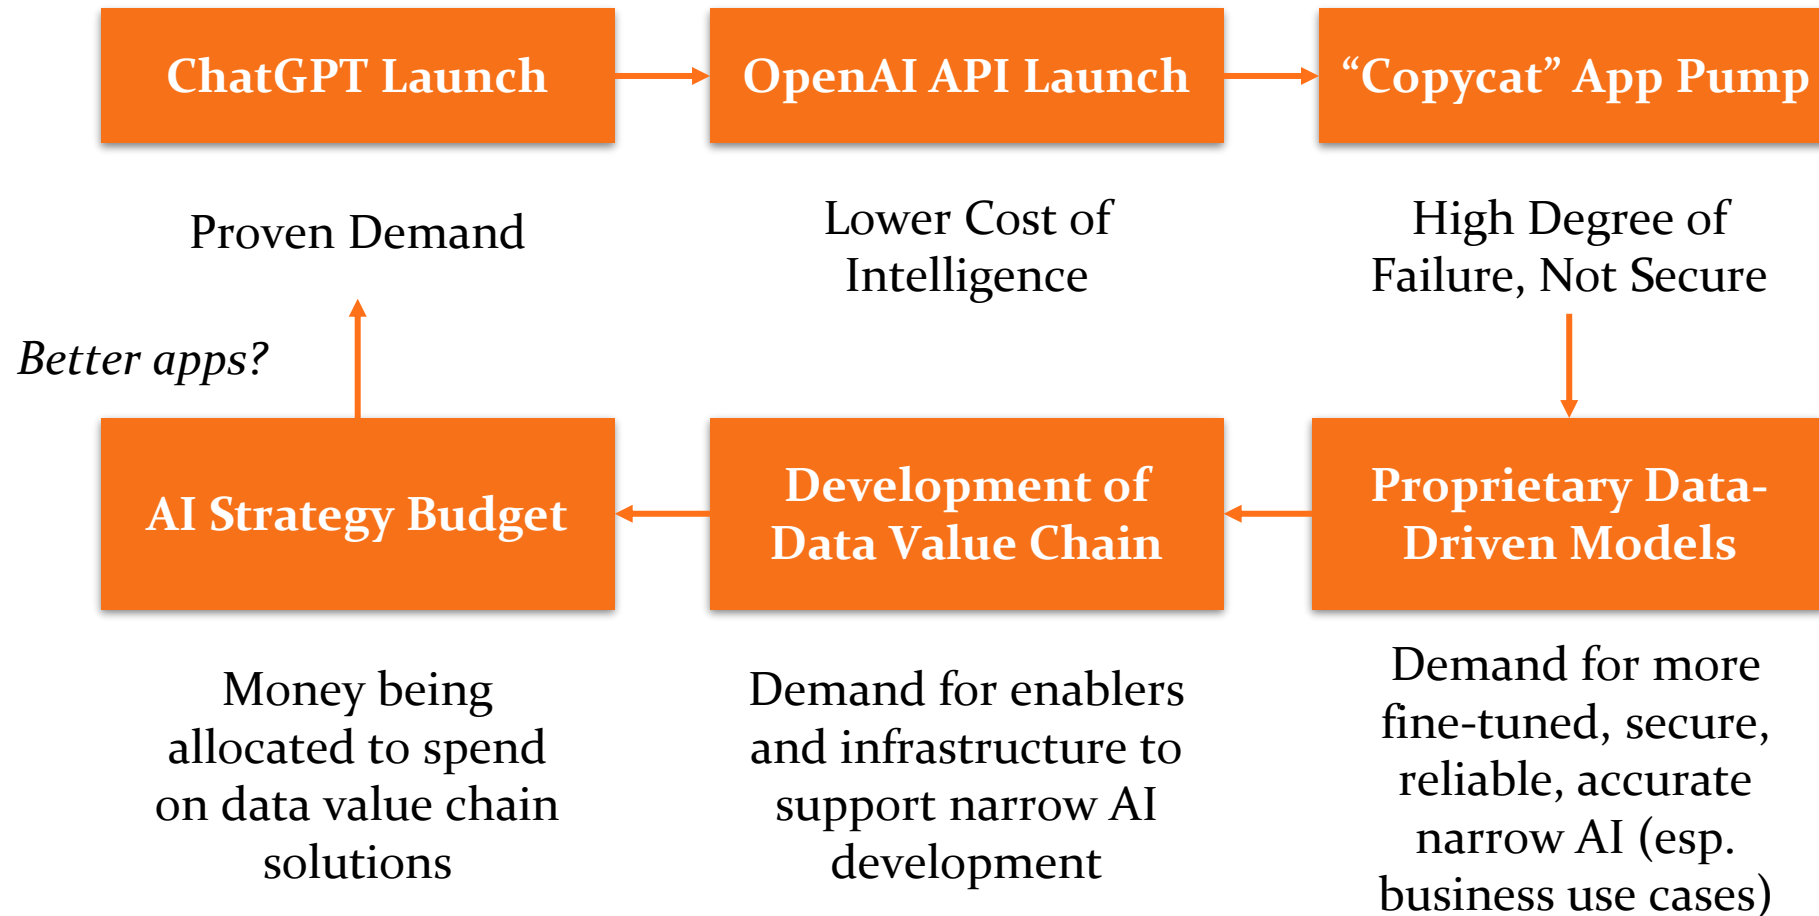 ChatGPT Launch
OpenAI API Launch
“Copycat” App Pump
Proven Demand
Lower Cost of
Intelligence
High Degree of
Failure, Not Secure
Better apps?
AI Strategy Budget
Development of
Data Value Chain
Proprietary Data-
Driven Models
Money being
allocated to spend
on data value chain
solutions
Demand for enablers
and infrastructure to
support narrow AI
development
Demand for more
fine-tuned, secure,
reliable, accurate
narrow AI (esp.
business use cases)